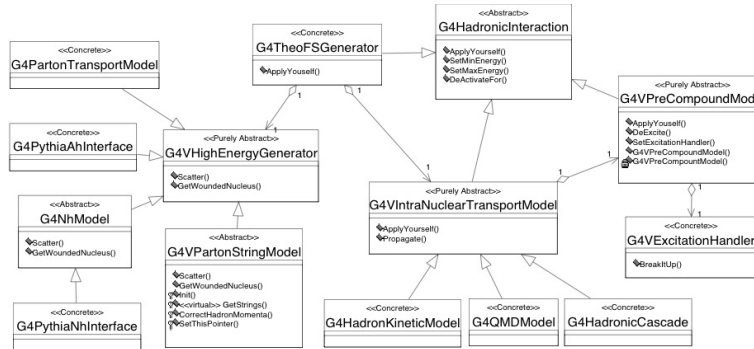 <<Concrete>>
G4PartonTransportModel
<<Concrete>>
G4TheoFSGenerator
ApplyYouself()
<<Abstract>>
G4HadronicInteraction
ApplyYourself()
SetMinEnergy()
SetMaxEnergy()
DeActivateFor()
<<Purely Abstract>>
G4VPreCompoundMod
ApplyYouself()
DeExcite()
SetExcitationHandler()
G4VPreCompoundModel()
G4VPreCompountModel()
1
1
1
1
1
1
1
1
<<Concrete>>
G4PythiaAhInterface
<<Purely Abstract>>
G4VHighEnergyGenerator
Scatter()
GetWoundedNucleus()
<<Abstract>>
G4NhModel
Scatter()
GetWoundedNucleus()
<<Purely Abstract>>
G4VIntraNuclearTransportModel
ApplyYourself()
Propagate()
<<Concrete>>
G4VExcitationHandler
BreakItUp()
<<Abstract>>
G4VPartonStringModel
Scatter()
GetWoundedNucleus()
Init()
<<virtual>> GetStrings()
CorrectHadronMomenta()
SetThisPointer()
<<Concrete>>
G4PythiaNhInterface
<<Concrete>>
G4HadronKineticModel
<<Concrete>>
G4QMDModel
<<Concrete>>
G4HadronicCascade